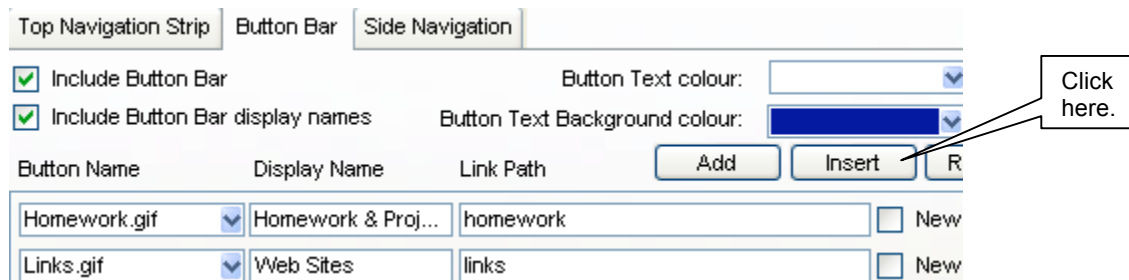 Top Navigation Strip Button Bar Side Navigation
Include Button Bar Button Text colour:
Include Button Bar display names Button Text Background colour:
Click
here.
Button Name Display Name Link Path Add Insert R
Homework.gif Homework & Proj... homework New
Links.gif Web Sites links New